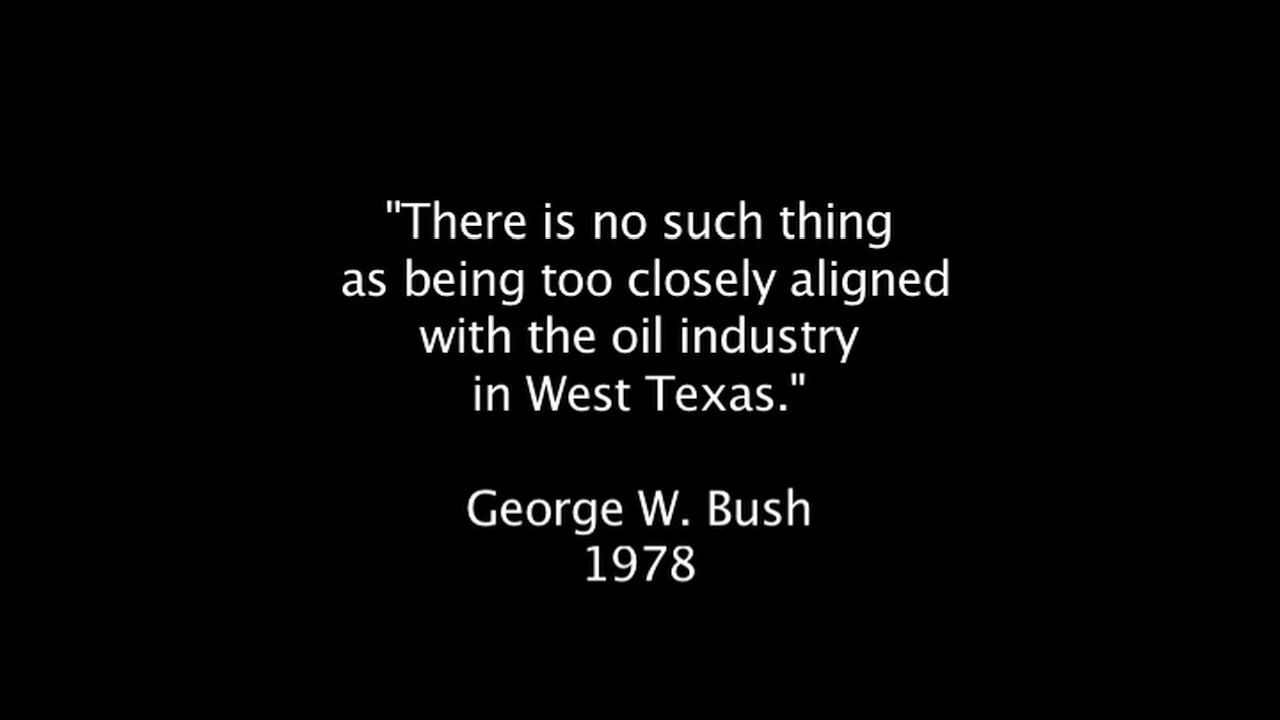 "There is no such thing
as being too closely aligned
with the oil industry
in West Texas."
George W. Bush
1978